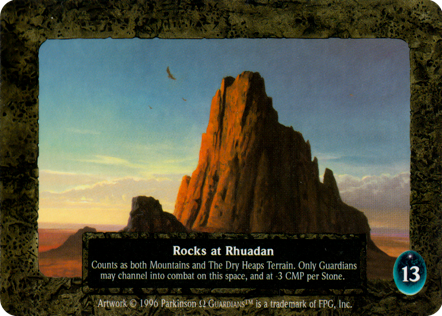 Rocks at Rhuadan
Counts as both Mountains and The Dry Heaps Terrain. Only Guardians
may channel into combat on this space, and at -3 CMP per Stone.
13
Artwork © 1996 Parkinson Ω GUARDIANS™ is a trademark of FPG, Inc.